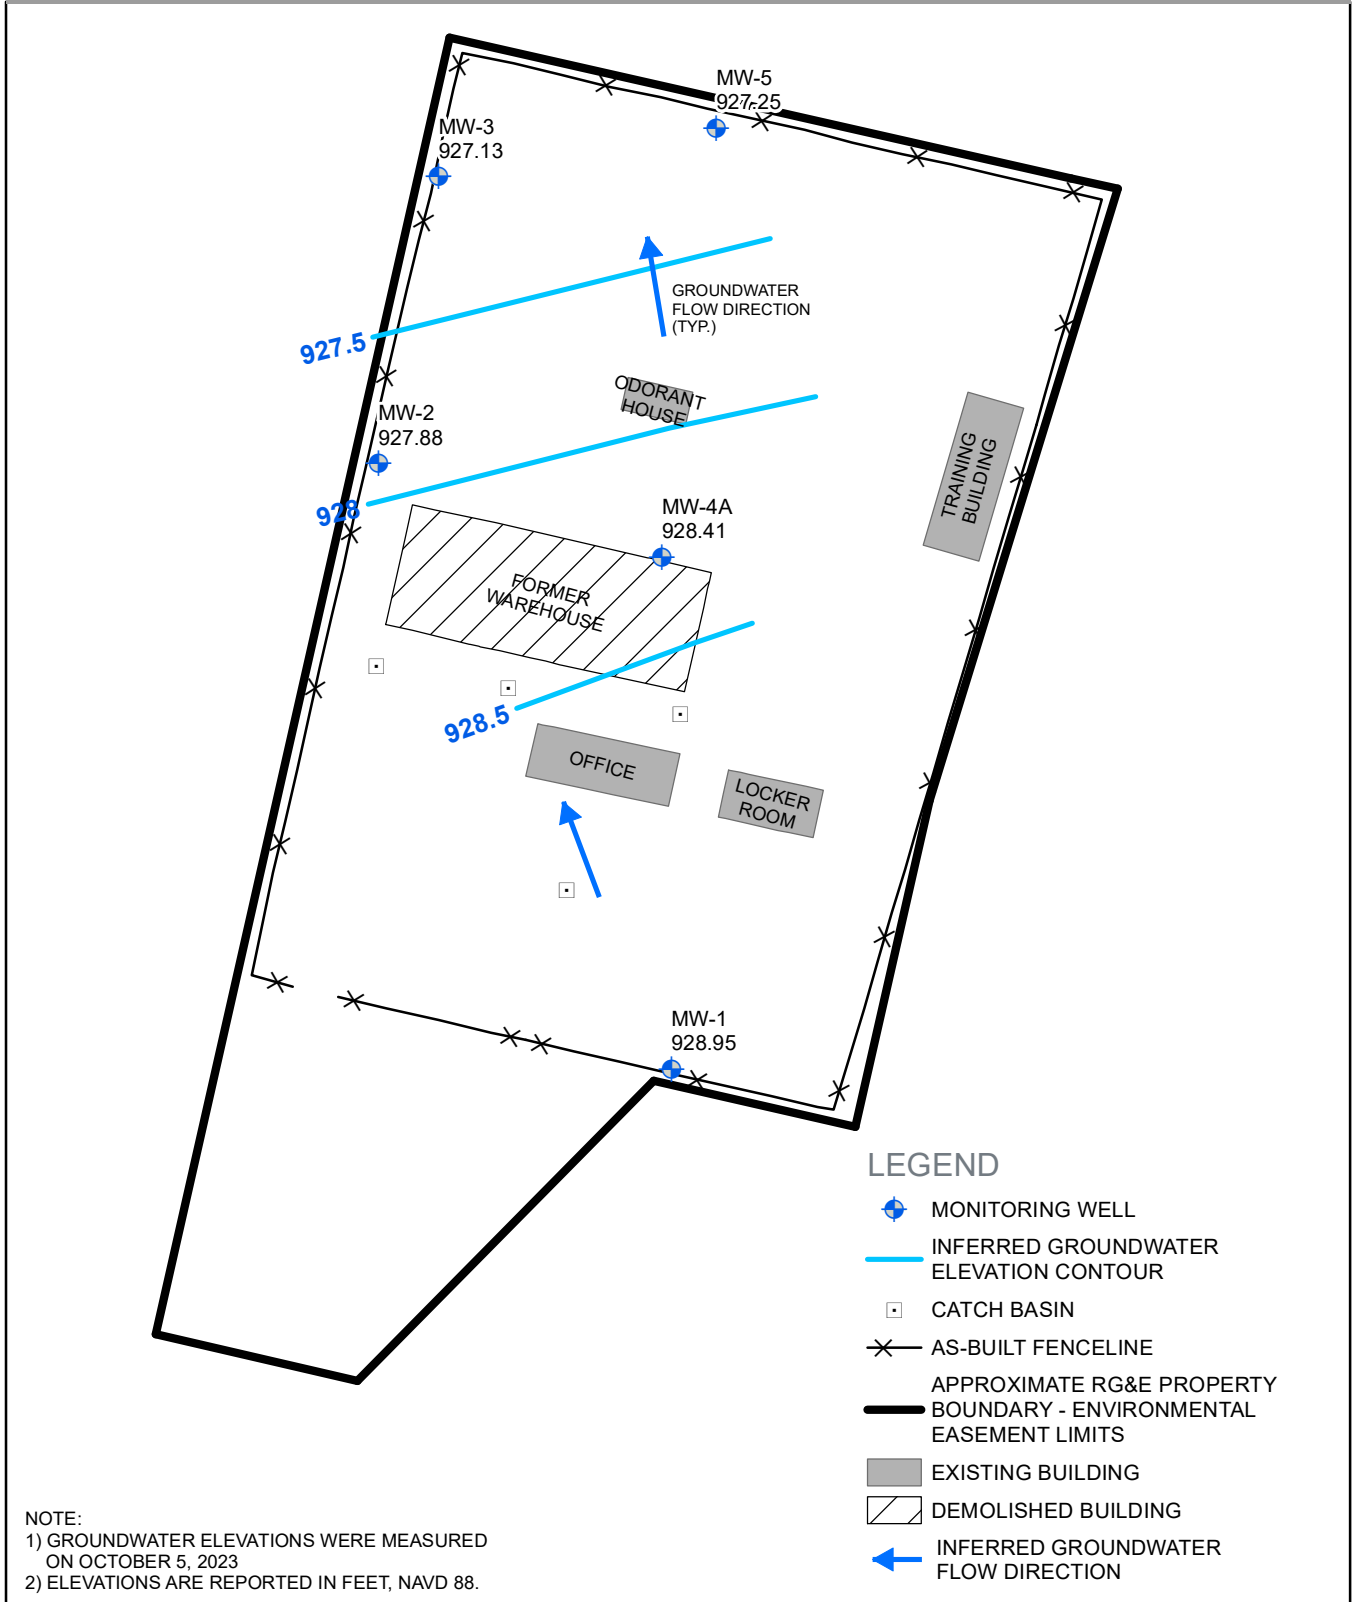 MW-5
927.25
MW-3
927.13
GROUNDWATER
FLOW DIRECTION
(TYP.)
927.5
ODORANT
HOUSE
MW-2
927.88
TRAINING
BUILDING
928
MW-4A
928.41
FORMER
WAREHOUSE
928.5
OFFICE
LOCKER
ROOM
MW-1
928.95
LEGEND
MONITORING WELL
INFERRED GROUNDWATER
ELEVATION CONTOUR
CATCH BASIN
AS-BUILT FENCELINE
APPROXIMATE RG&E PROPERTY
BOUNDARY - ENVIRONMENTAL
EASEMENT LIMITS
EXISTING BUILDING
DEMOLISHED BUILDING
INFERRED GROUNDWATER
FLOW DIRECTION
NOTE:
1) GROUNDWATER ELEVATIONS WERE MEASURED
ON OCTOBER 5, 2023
2) ELEVATIONS ARE REPORTED IN FEET, NAVD 88.